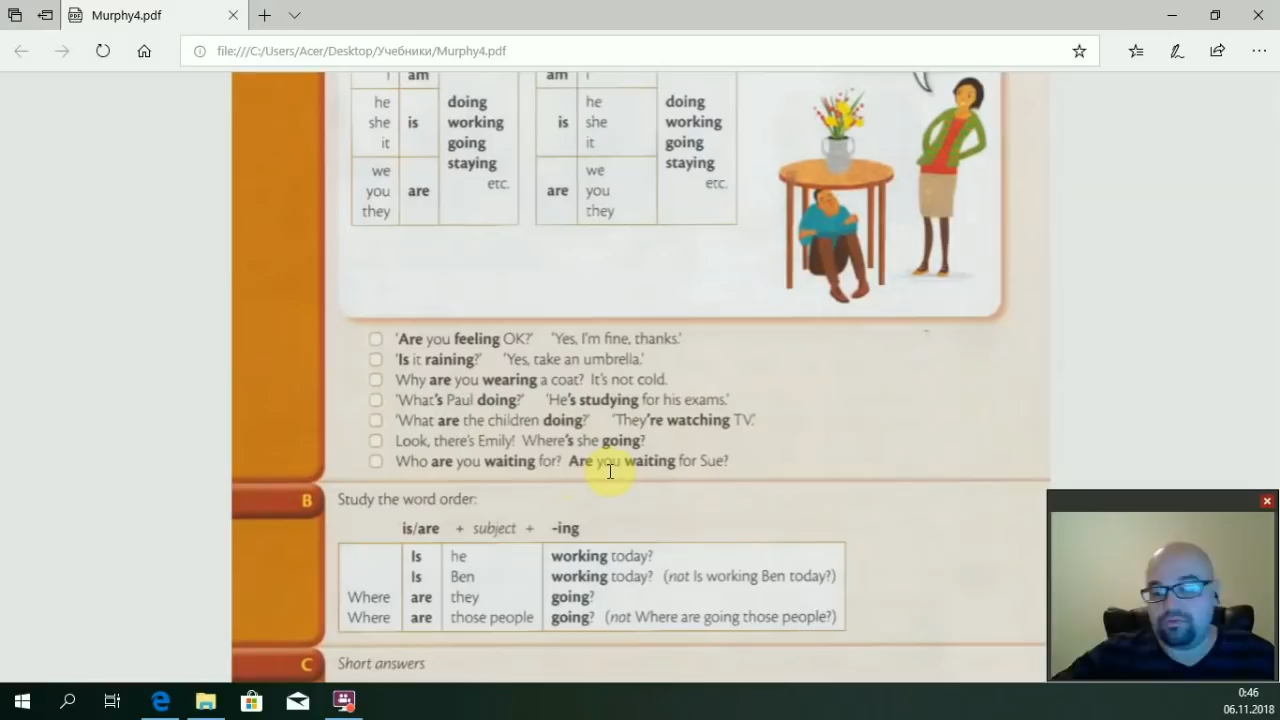 Murphy4.pdf
file:///C:/Users/Acer/Desktop/Учебники/Murphy4.pdf
am
am
he
she
it
is
doing
working
going
staying
etc.
we
you
they
are
is
he
she
it
doing
working
going
staying
etc.
are
we
you
they
'Are you feeling OK?' 'Yes, I'm fine, thanks.'
'Is it raining?' 'Yes, take an umbrella.'
Why are you wearing a coat? It's not cold.
'What's Paul doing?' 'He's studying for his exams.'
'What are the children doing?' 'They're watching TV.'
Look, there's Emily! Where's she going?
Who are you waiting for? Are you waiting for Sue?
B
Study the word order:
is/are + subject + -ing
Is he working today?
Is Ben working today? (not Is working Ben today?)
Where are they going?
Where are those people going? (not Where are going those people?)
C
Short answers
0:46
06.11.2018